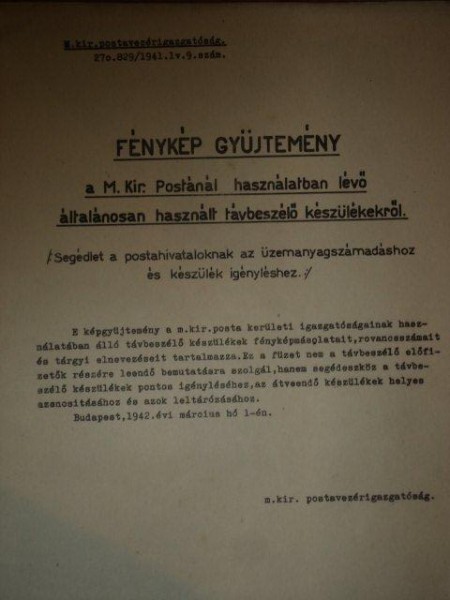 M.kir.postavezérigazgatóság.
27o.829/1941.lv.9.szám.
FÉNYKÉP GYÜJTEMÉNY
a M. Kir. Postánál használatban lévő
általánosan használt távbeszélő készülékekről.
/:Segédlet a postahivataloknak az üzemanyagszámadáshoz
és készülék igényléshez.:/
E képgyüjtemény a m.kir.posta kerületi igazgatóságainak hasz-
nálatában álló távbeszélő készülékek fényképmásolatait,rovancsszámait
és tárgyi elnevezéseit tartalmazza.Ez a füzet nem a távbeszélő előfi-
zetők részére leendő bemutatásra szolgál,hanem segédeszköz a távbe-
szélő készülékek pontos igényléséhez,az átveendő készülékek helyes
azonositásához és azok leltározásához.
Budapest,1942.évi március hó 1-én.
m.kir. postavezérigazgatóság.